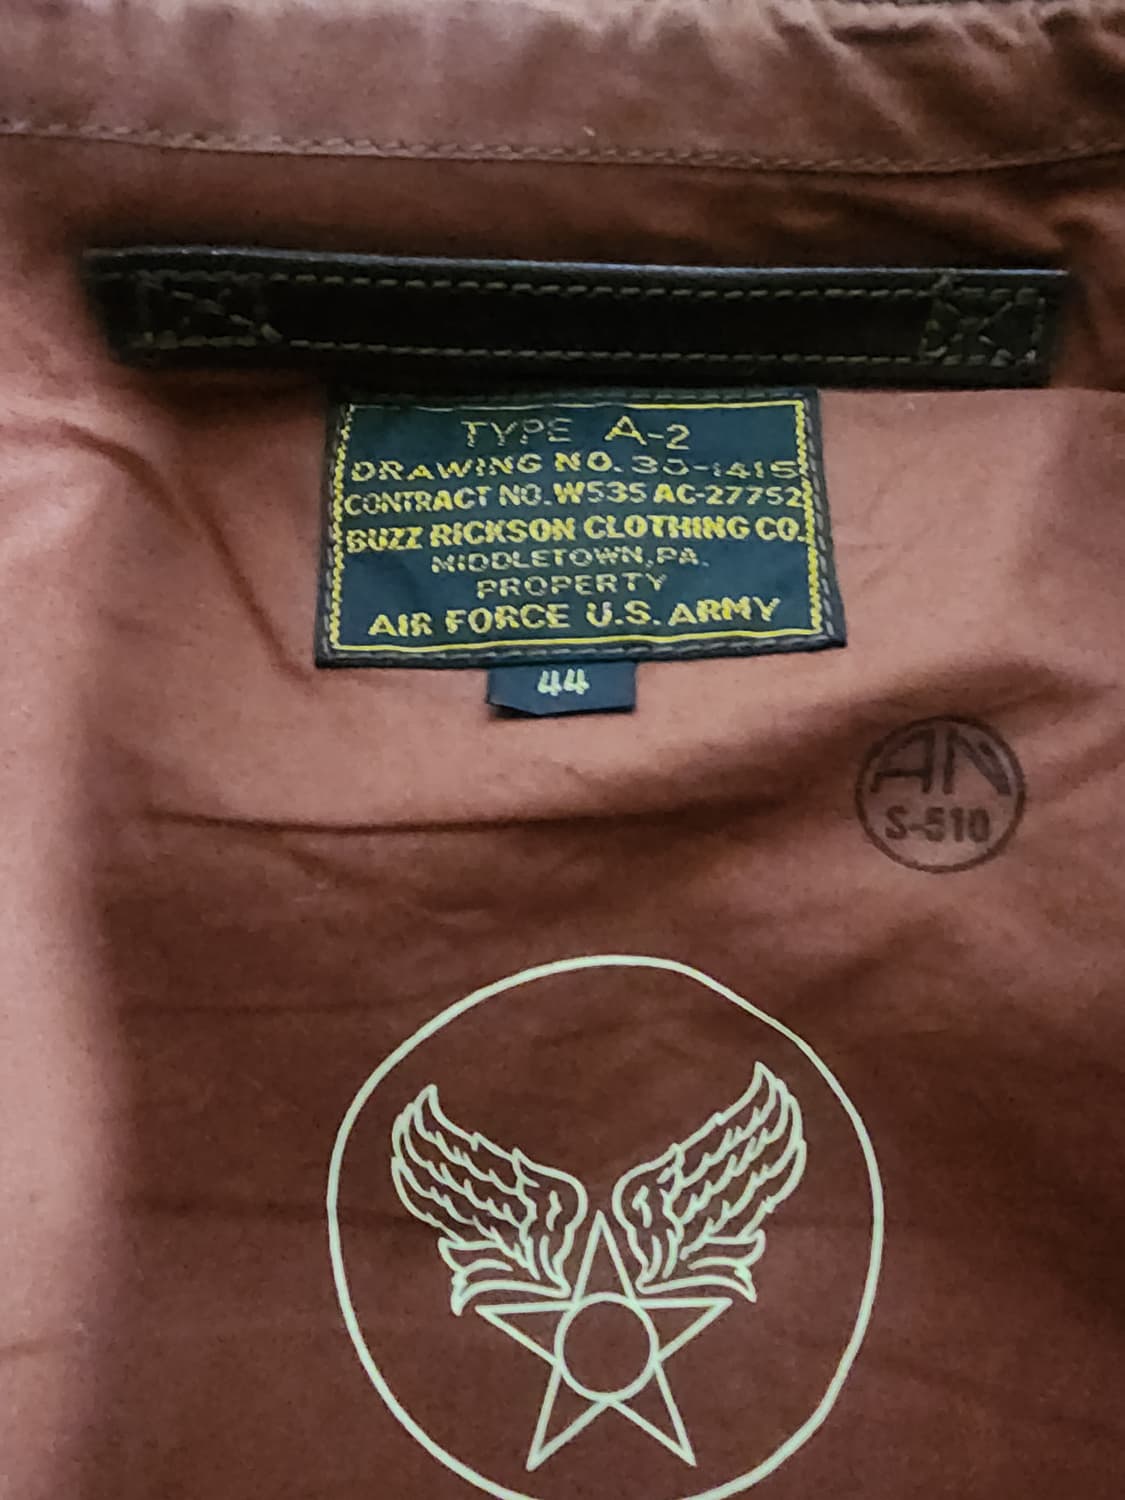 TYPE A-2
DRAWING NO. 30-1415
CONTRACT NO. W535 AC-27752
BUZZ RICKSON CLOTHING CO.
MIDDLETOWN, PA.
PROPERTY
AIR FORCE U.S. ARMY
44
AN
S-510